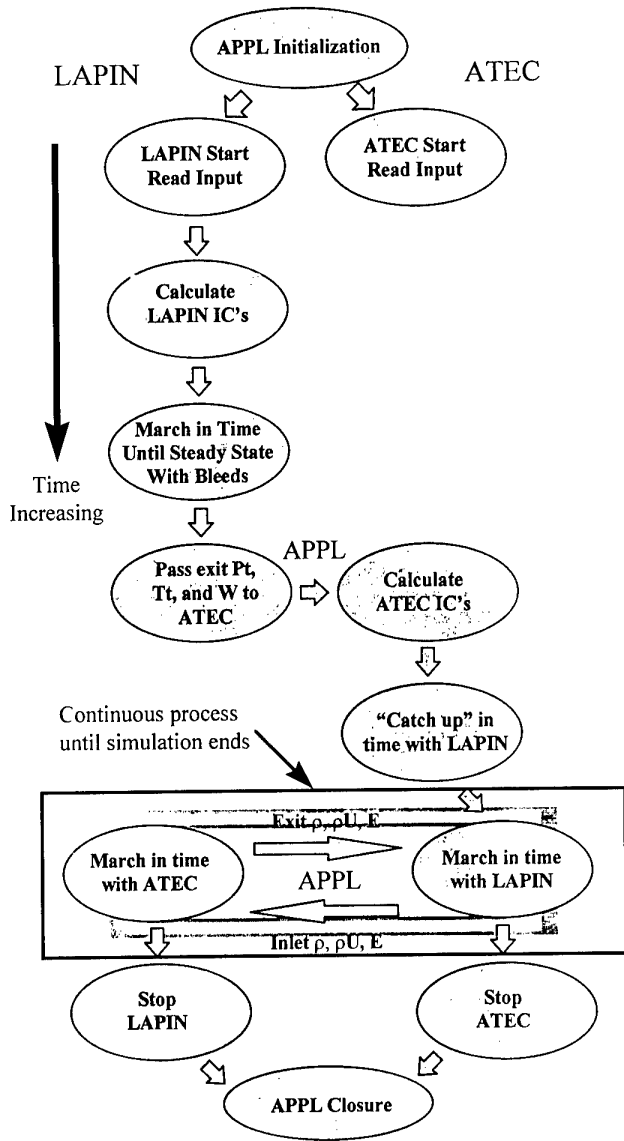 APPL Initialization
LAPIN
ATEC
LAPIN Start
Read Input
ATEC Start
Read Input
Calculate
LAPIN IC's
March in Time
Until Steady State
With Bleeds
Time
Increasing
APPL
Pass exit Pt,
Tt, and W to
ATEC
Calculate
ATEC IC's
Continuous process
until simulation ends
"Catch up" in
time with LAPIN
Exit ρ, ρU, E
March in time
with ATEC
APPL
March in time
with LAPIN
Inlet ρ, ρU, E
Stop
LAPIN
Stop
ATEC
APPL Closure